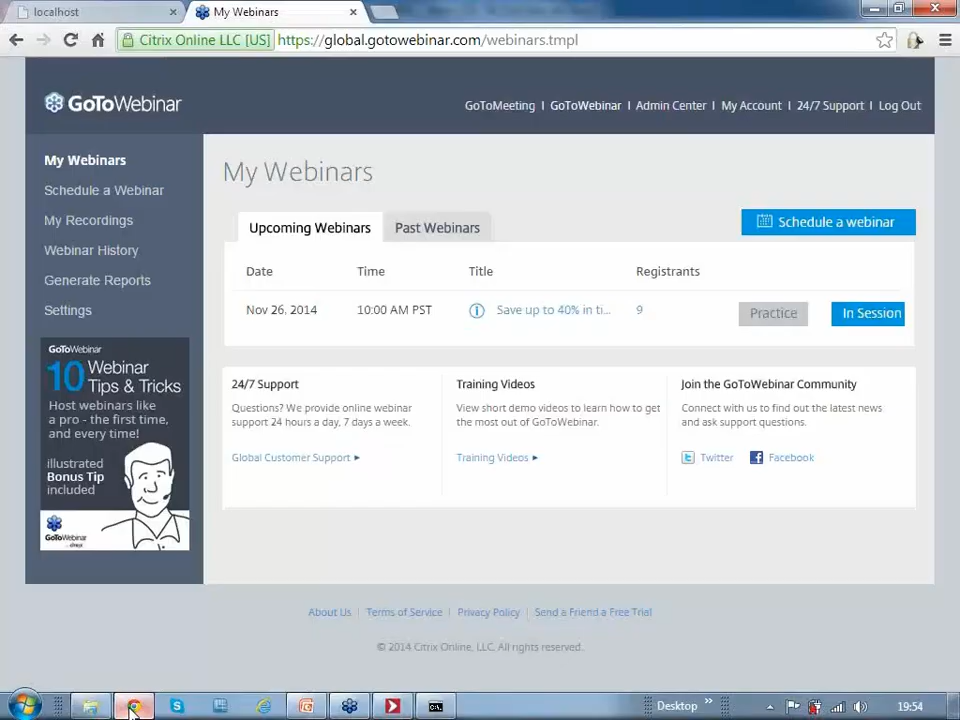 localhost
My Webinars
Citrix Online LLC [US]
https://global.gotowebinar.com/webinars.tmpl
GoToWebinar
GoToMeeting | GoToWebinar | Admin Center | My Account | 24/7 Support | Log Out
My Webinars
Schedule a Webinar
My Recordings
Webinar History
Generate Reports
Settings
GoToWebinar
10 Webinar
Tips & Tricks
Host webinars like
a pro - the first time,
and every time!
illustrated
Bonus Tip
included
GoToWebinar
My Webinars
Upcoming Webinars
Past Webinars
Schedule a webinar
Date Time Title Registrants
Nov 26, 2014 10:00 AM PST Save up to 40% in ti... 9 Practice In Session
24/7 Support
Questions? We provide online webinar
support 24 hours a day, 7 days a week.
Global Customer Support ▸
Training Videos
View short demo videos to learn how to get
the most out of GoToWebinar.
Training Videos ▸
Join the GoToWebinar Community
Connect with us to find out the latest news
and ask support questions.
Twitter Facebook
About Us | Terms of Service | Privacy Policy | Send a Friend a Free Trial
© 2014 Citrix Online, LLC. All rights reserved.
Desktop »
19:54